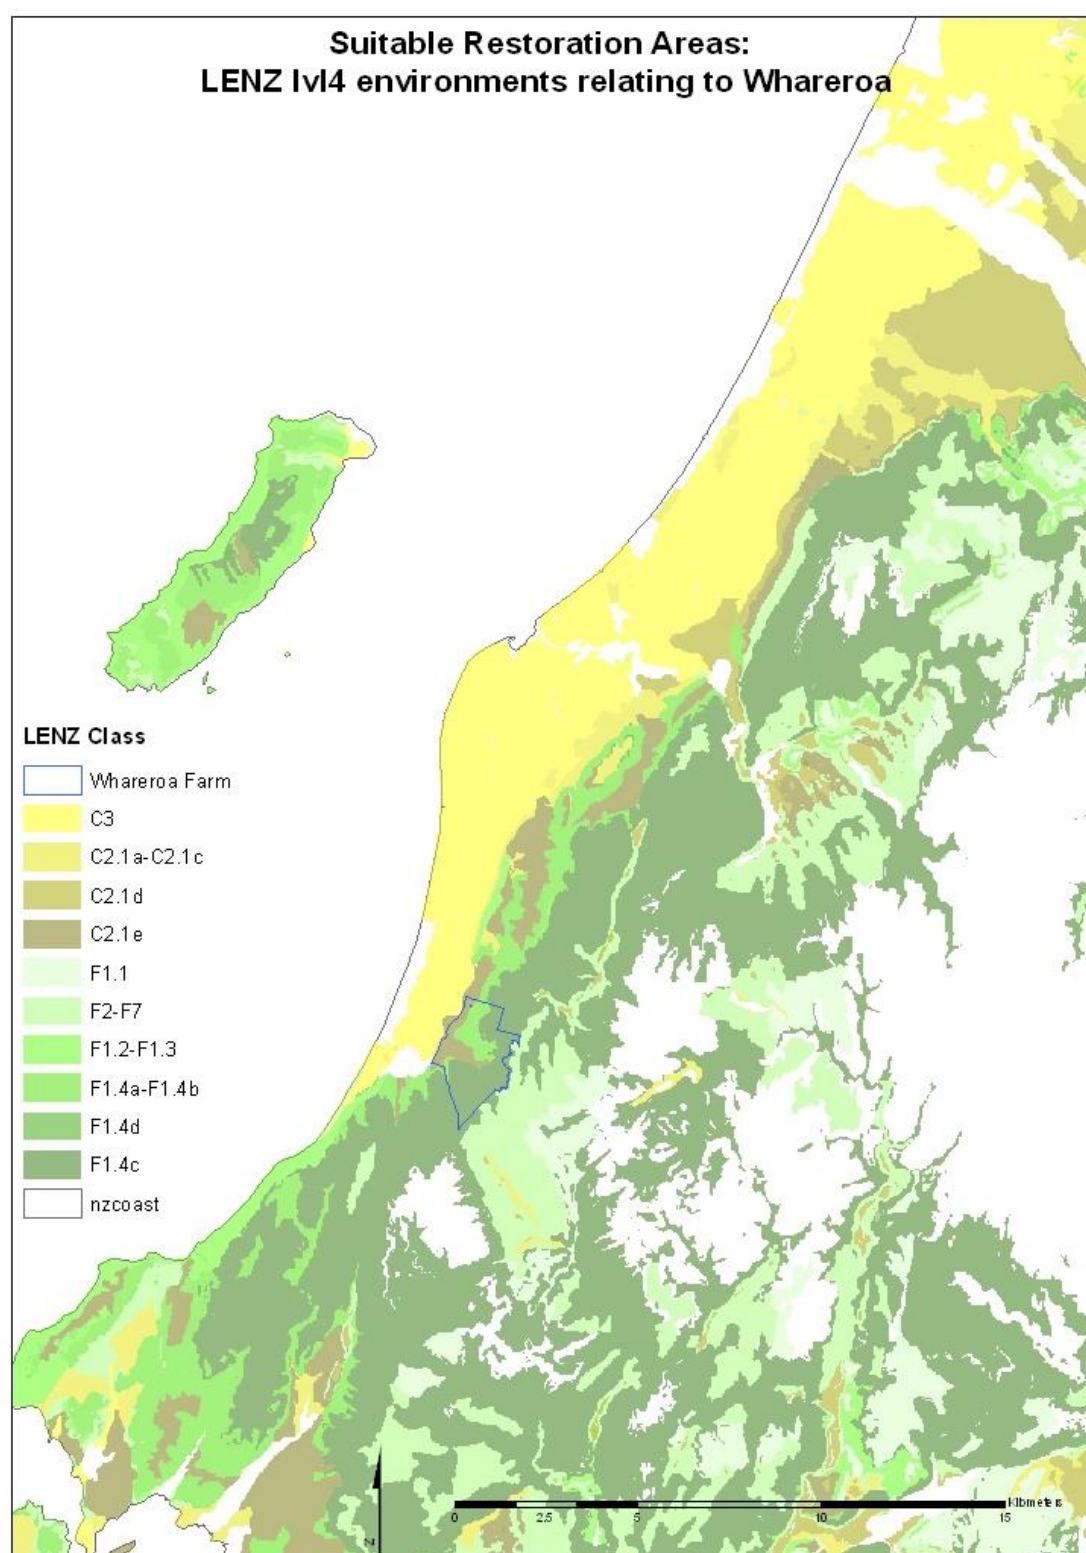 Suitable Restoration Areas:
LENZ lvl4 environments relating to Whareroa
LENZ Class
Whareroa Farm
C3
C2.1a-C2.1c
C2.1d
C2.1e
F1.1
F2-F7
F1.2-F1.3
F1.4a-F1.4b
F1.4d
F1.4c
nzcoast
Kilometers
0 2.5 5 10 15
N